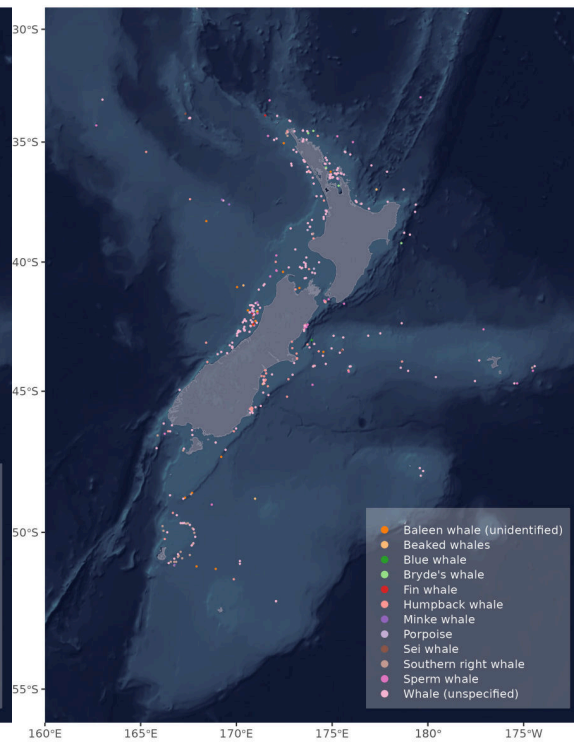 30°S
35°S
40°S
45°S
50°S
55°S
Baleen whale (unidentified)
Beaked whales
Blue whale
Bryde's whale
Fin whale
Humpback whale
Minke whale
Porpoise
Sei whale
Southern right whale
Sperm whale
Whale (unspecified)
160°E
165°E
170°E
175°E
180°
175°W